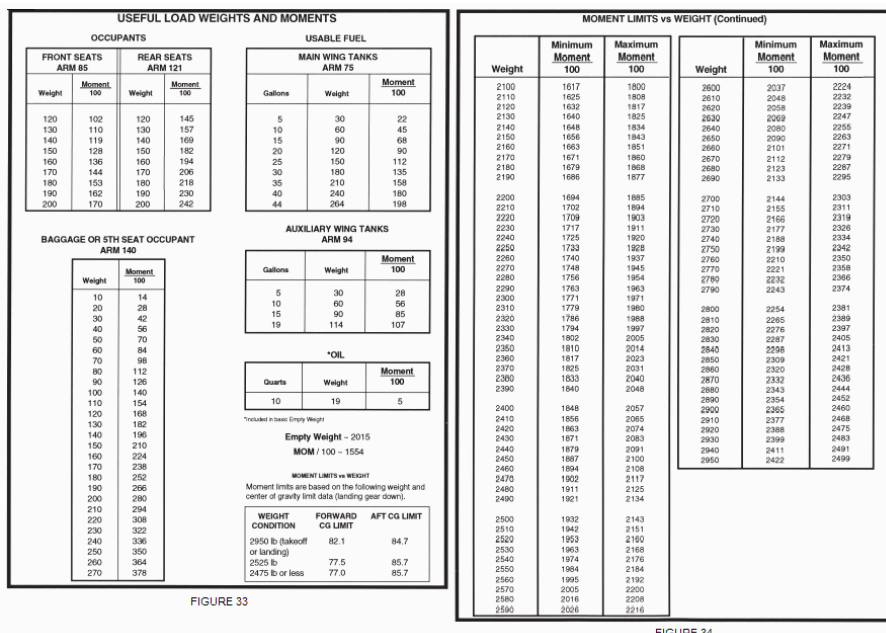 USEFUL LOAD WEIGHTS AND MOMENTS
OCCUPANTS
FRONT SEATS REAR SEATS
ARM 85 ARM 121
Weight Moment 100 Weight Moment 100
120 102 120 145
130 110 130 157
140 119 140 169
150 128 150 182
160 136 160 194
170 144 170 206
180 153 180 218
190 162 190 230
200 170 200 242
BAGGAGE OR 5TH SEAT OCCUPANT
ARM 140
Weight Moment 100
10 14
20 28
30 42
40 56
50 70
60 84
70 98
80 112
90 126
100 140
110 154
120 168
130 182
140 196
150 210
160 224
170 238
180 252
190 266
200 280
210 294
220 308
230 322
240 336
250 350
260 364
270 378
USABLE FUEL
MAIN WING TANKS
ARM 75
Gallons Weight Moment 100
5 30 22
10 60 45
15 90 68
20 120 90
25 150 112
30 180 135
35 210 158
40 240 180
44 264 198
AUXILIARY WING TANKS
ARM 94
Gallons Weight Moment 100
5 30 28
10 60 56
15 90 85
19 114 107
*OIL
Quarts Weight Moment 100
10 19 5
*Included in basic Empty Weight
Empty Weight ~ 2015
MOM / 100 ~ 1554
MOMENT LIMITS vs WEIGHT
Moment limits are based on the following weight and
center of gravity limit data (landing gear down).
WEIGHT FORWARD AFT CG LIMIT
CONDITION CG LIMIT
2950 lb (takeoff 82.1 84.7
or landing)
2525 lb 77.5 85.7
2475 lb or less 77.0 85.7
FIGURE 33
MOMENT LIMITS vs WEIGHT (Continued)
Weight Minimum Moment 100 Maximum Moment 100
2100 1617 1800
2110 1625 1808
2120 1632 1817
2130 1640 1825
2140 1648 1834
2150 1656 1843
2160 1663 1851
2170 1671 1860
2180 1679 1868
2190 1686 1877
2200 1694 1885
2210 1702 1894
2220 1709 1903
2230 1717 1911
2240 1725 1920
2250 1733 1928
2260 1740 1937
2270 1748 1945
2280 1756 1954
2290 1763 1963
2300 1771 1971
2310 1779 1980
2320 1786 1988
2330 1794 1997
2340 1802 2005
2350 1810 2014
2360 1817 2023
2370 1825 2031
2380 1833 2040
2390 1840 2048
2400 1848 2057
2410 1856 2065
2420 1863 2074
2430 1871 2083
2440 1879 2091
2450 1887 2100
2460 1894 2108
2470 1902 2117
2480 1911 2125
2490 1921 2134
2500 1932 2143
2510 1942 2151
2520 1953 2160
2530 1963 2168
2540 1974 2176
2550 1984 2184
2560 1995 2192
2570 2005 2200
2580 2016 2208
2590 2026 2216
Weight Minimum Moment 100 Maximum Moment 100
2600 2037 2224
2610 2048 2232
2620 2058 2239
2630 2069 2247
2640 2080 2255
2650 2090 2263
2660 2101 2271
2670 2112 2279
2680 2123 2287
2690 2133 2295
2700 2144 2303
2710 2155 2311
2720 2166 2319
2730 2177 2326
2740 2188 2334
2750 2199 2342
2760 2210 2350
2770 2221 2358
2780 2232 2366
2790 2243 2374
2800 2254 2381
2810 2265 2389
2820 2276 2397
2830 2287 2405
2840 2298 2413
2850 2309 2421
2860 2320 2428
2870 2332 2436
2880 2343 2444
2890 2354 2452
2900 2365 2460
2910 2377 2468
2920 2388 2475
2930 2399 2483
2940 2411 2491
2950 2422 2499
FIGURE 34